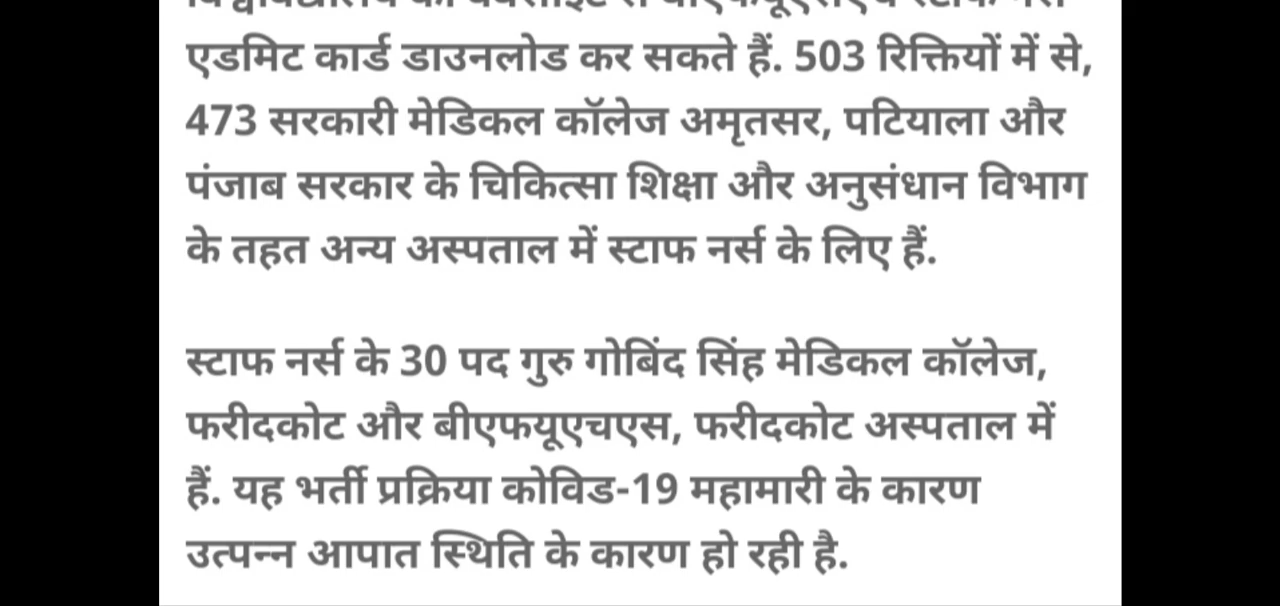 एडमिट कार्ड डाउनलोड कर सकते हैं. 503 रिक्तियों में से,
473 सरकारी मेडिकल कॉलेज अमृतसर, पटियाला और
पंजाब सरकार के चिकित्सा शिक्षा और अनुसंधान विभाग
के तहत अन्य अस्पताल में स्टाफ नर्स के लिए हैं.
स्टाफ नर्स के 30 पद गुरु गोबिंद सिंह मेडिकल कॉलेज,
फरीदकोट और बीएफयूएचएस, फरीदकोट अस्पताल में
हैं. यह भर्ती प्रक्रिया कोविड-19 महामारी के कारण
उत्पन्न आपात स्थिति के कारण हो रही है.